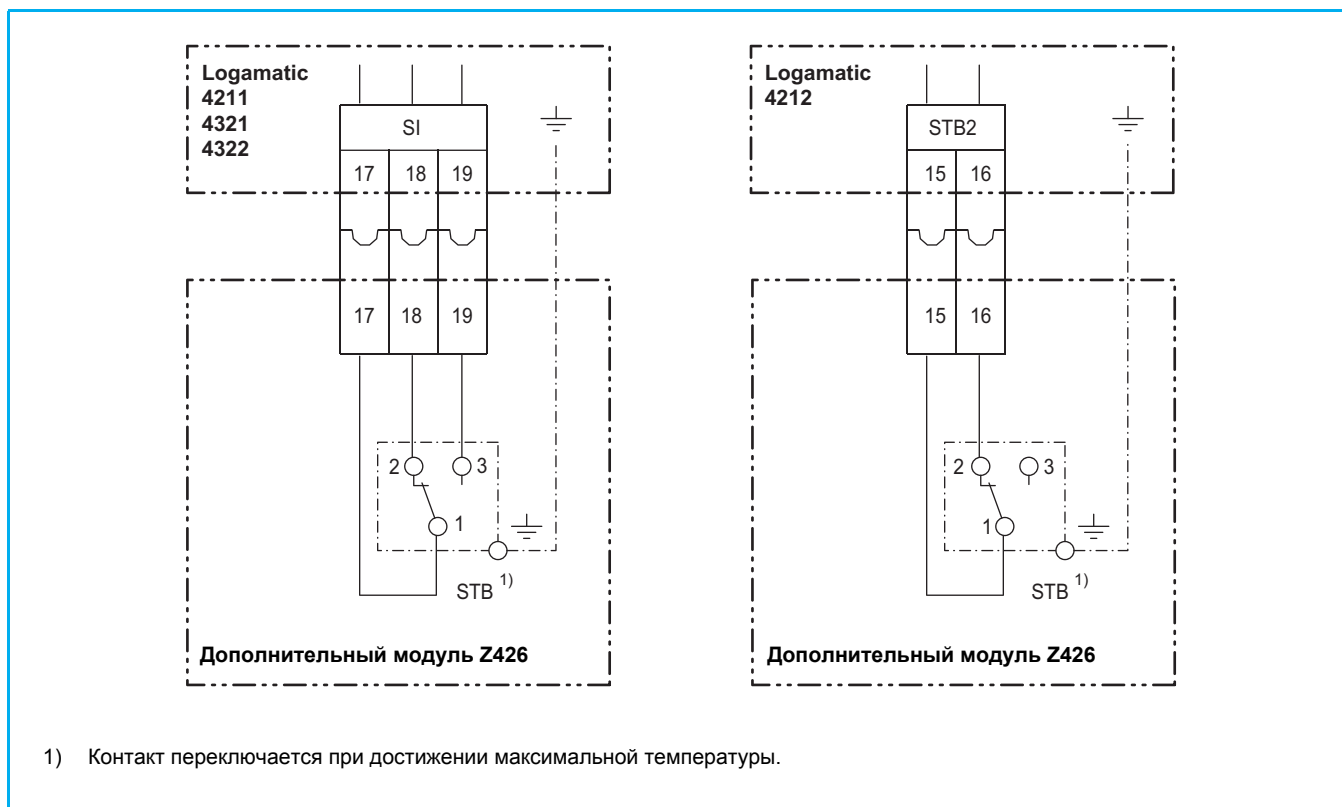 Logamatic
4211
4321
4322
SI
17 18 19
17 18 19
2 3
1
STB 1)
Дополнительный модуль Z426
Logamatic
4212
STB2
15 16
15 16
2 3
1
STB 1)
Дополнительный модуль Z426
1) Контакт переключается при достижении максимальной температуры.